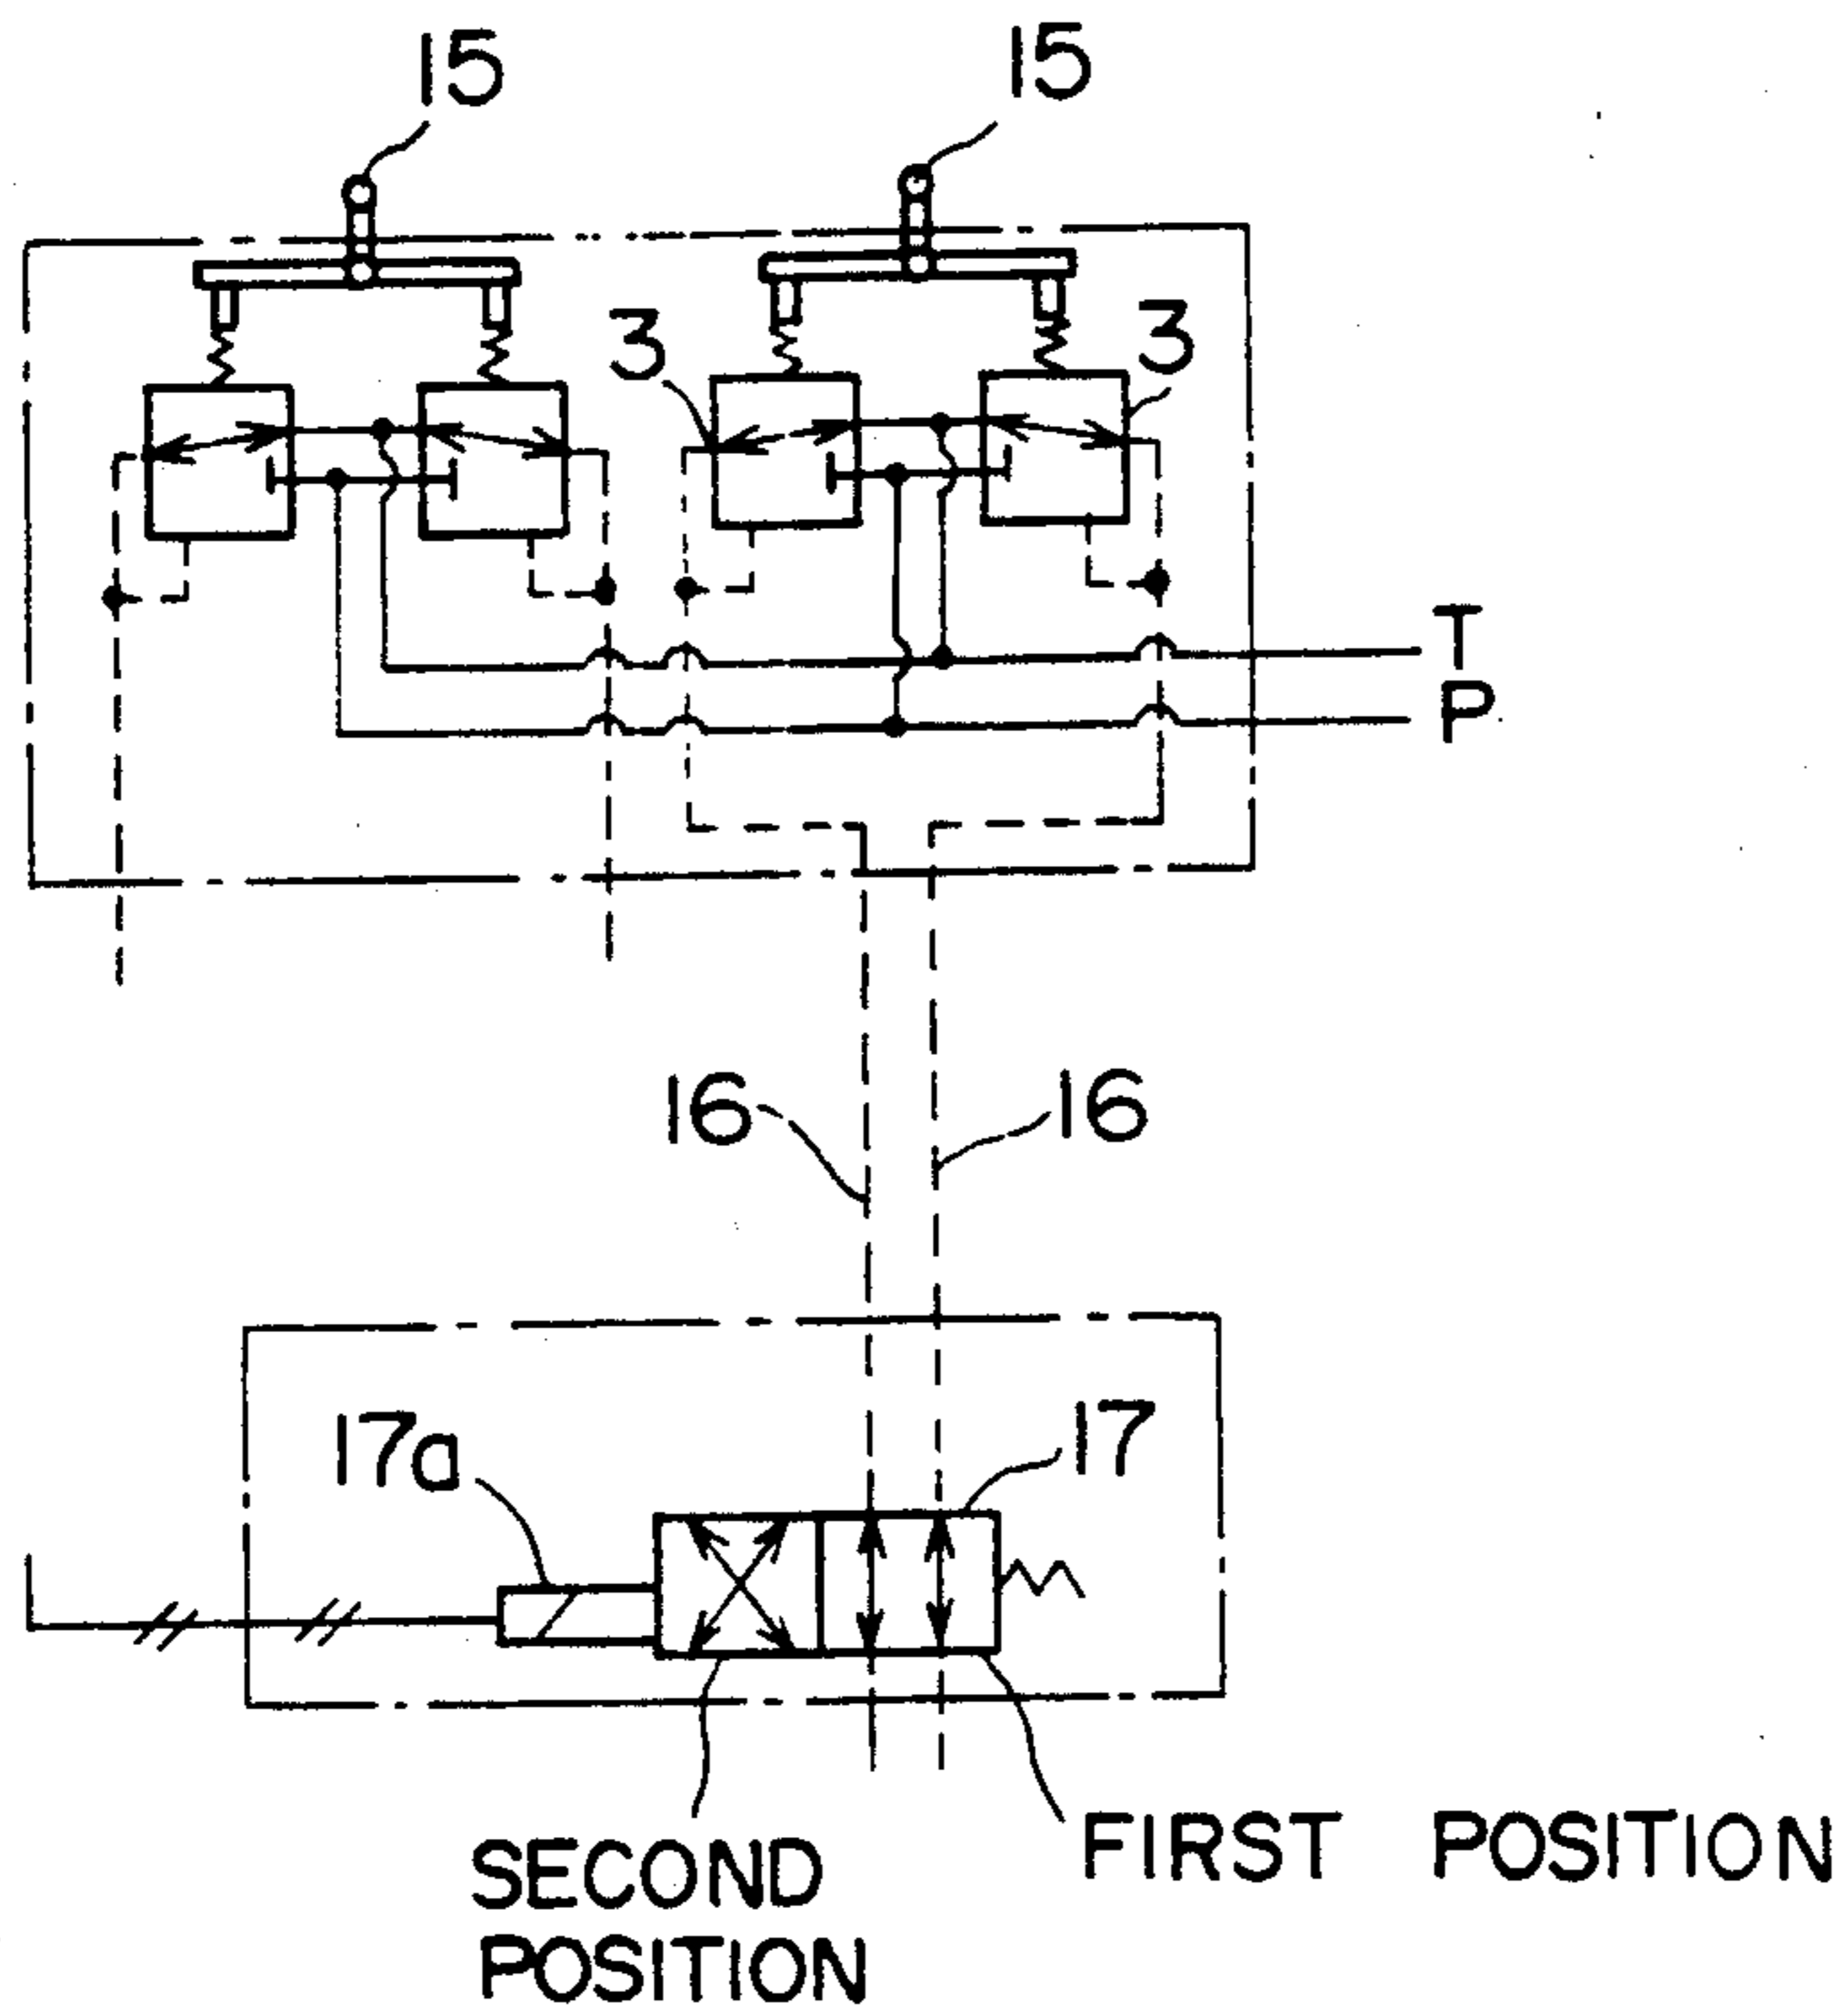 15 15
3 3
T
P
16 16
17a 17
SECOND POSITION
FIRST POSITION